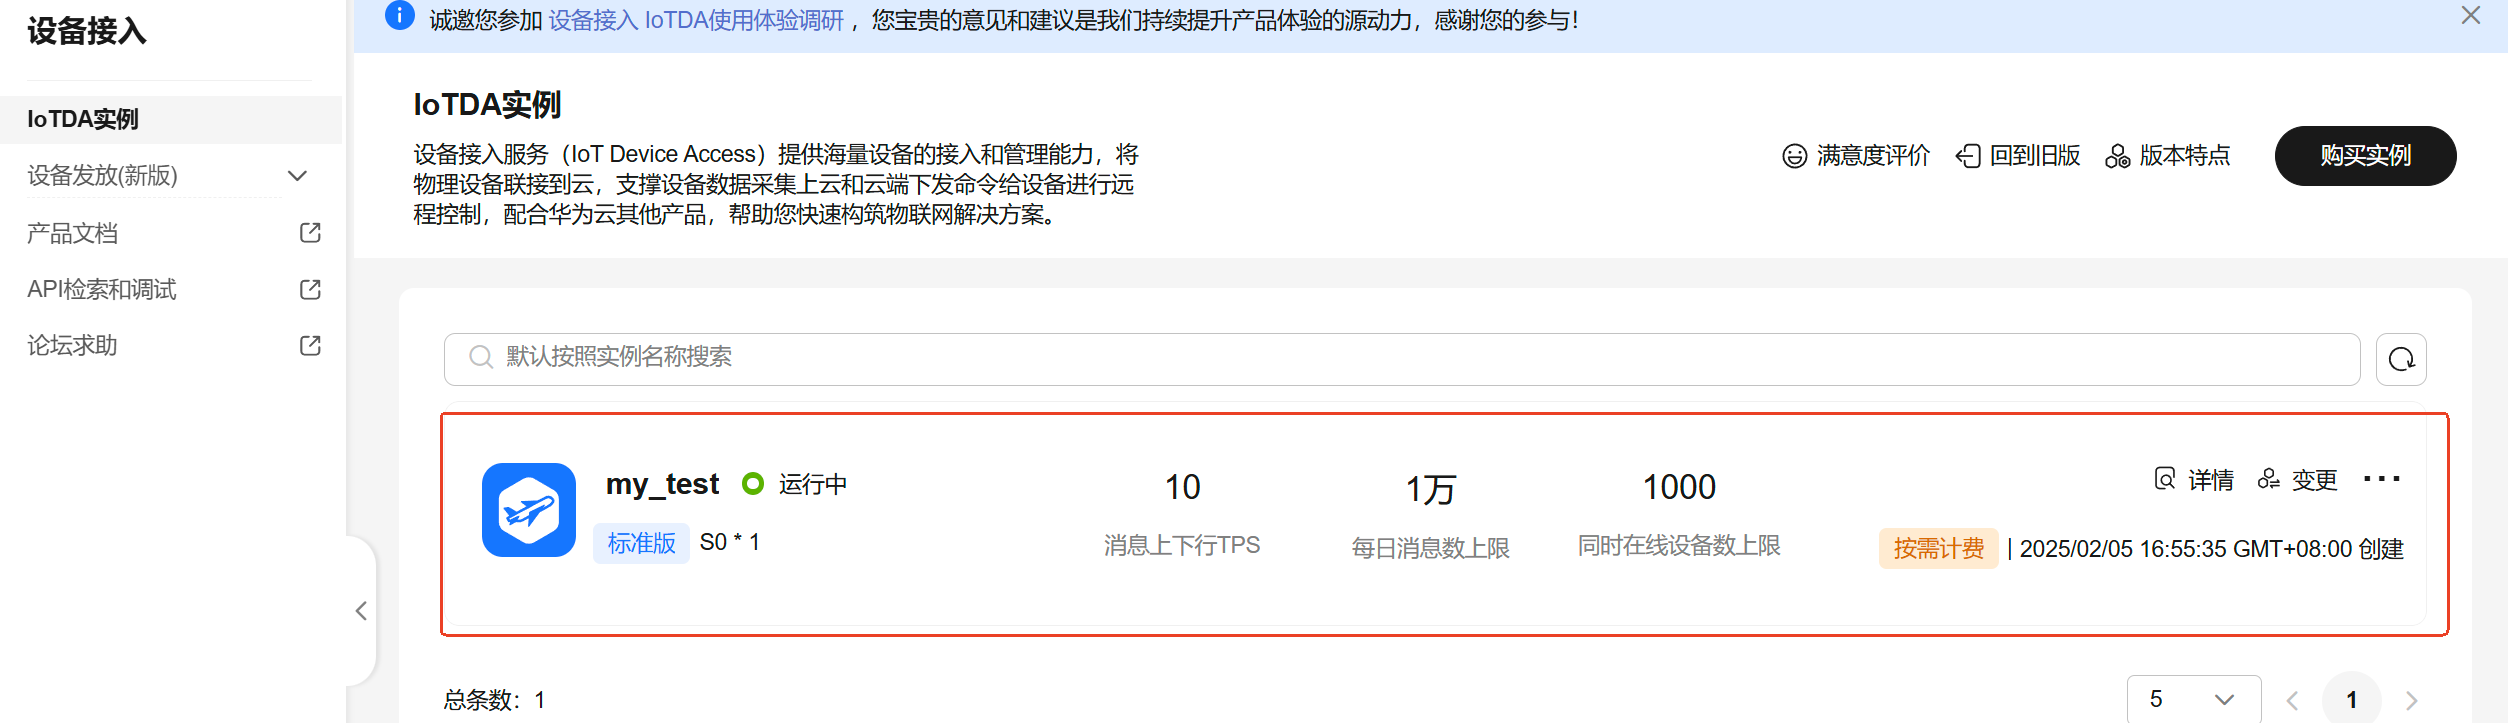 设备接入
IoTDA实例
设备发放(新版)
产品文档
API检索和调试
论坛求助
诚邀您参加 设备接入 IoTDA使用体验调研 ，您宝贵的意见和建议是我们持续提升产品体验的源动力，感谢您的参与！
IoTDA实例
设备接入服务（IoT Device Access）提供海量设备的接入和管理能力，将
物理设备联接到云，支撑设备数据采集上云和云端下发命令给设备进行远
程控制，配合华为云其他产品，帮助您快速构筑物联网解决方案。
满意度评价 回到旧版 版本特点 购买实例
默认按照实例名称搜索
my_test 运行中
标准版 S0 * 1
10
消息上下行TPS
1万
每日消息数上限
1000
同时在线设备数上限
详情 变更
按需计费 | 2025/02/05 16:55:35 GMT+08:00 创建
总条数：1
5 1